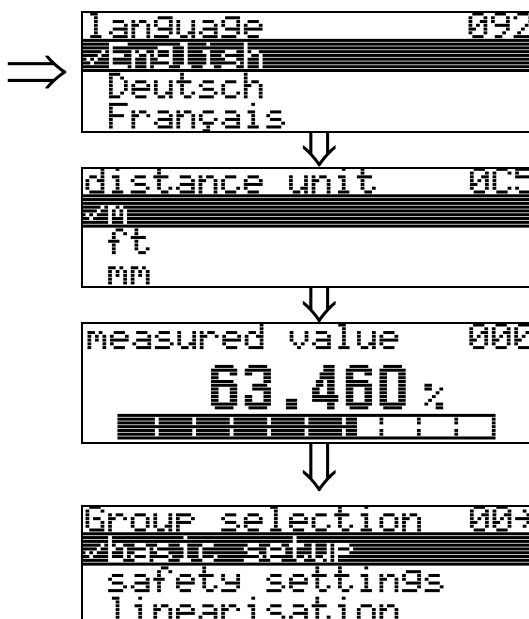 language 092
✓English
Deutsch
Français
distance unit 0C5
✓m
ft
mm
measured value 000
63.460 %
Group selection 00→
✓basic setup
safety settings
linearisation